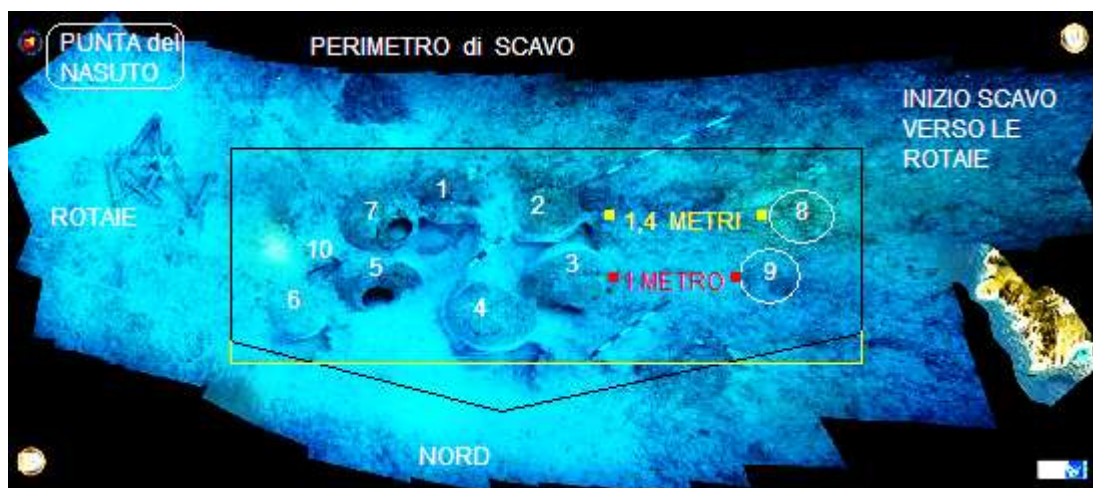 PUNTA del
NASUTO
PERIMETRO di SCAVO
INIZIO SCAVO
VERSO LE
ROTAIE
ROTAIE
1
2
7
8
1,4 METRI
10
5
3
9
1 METRO
6
4
NORD